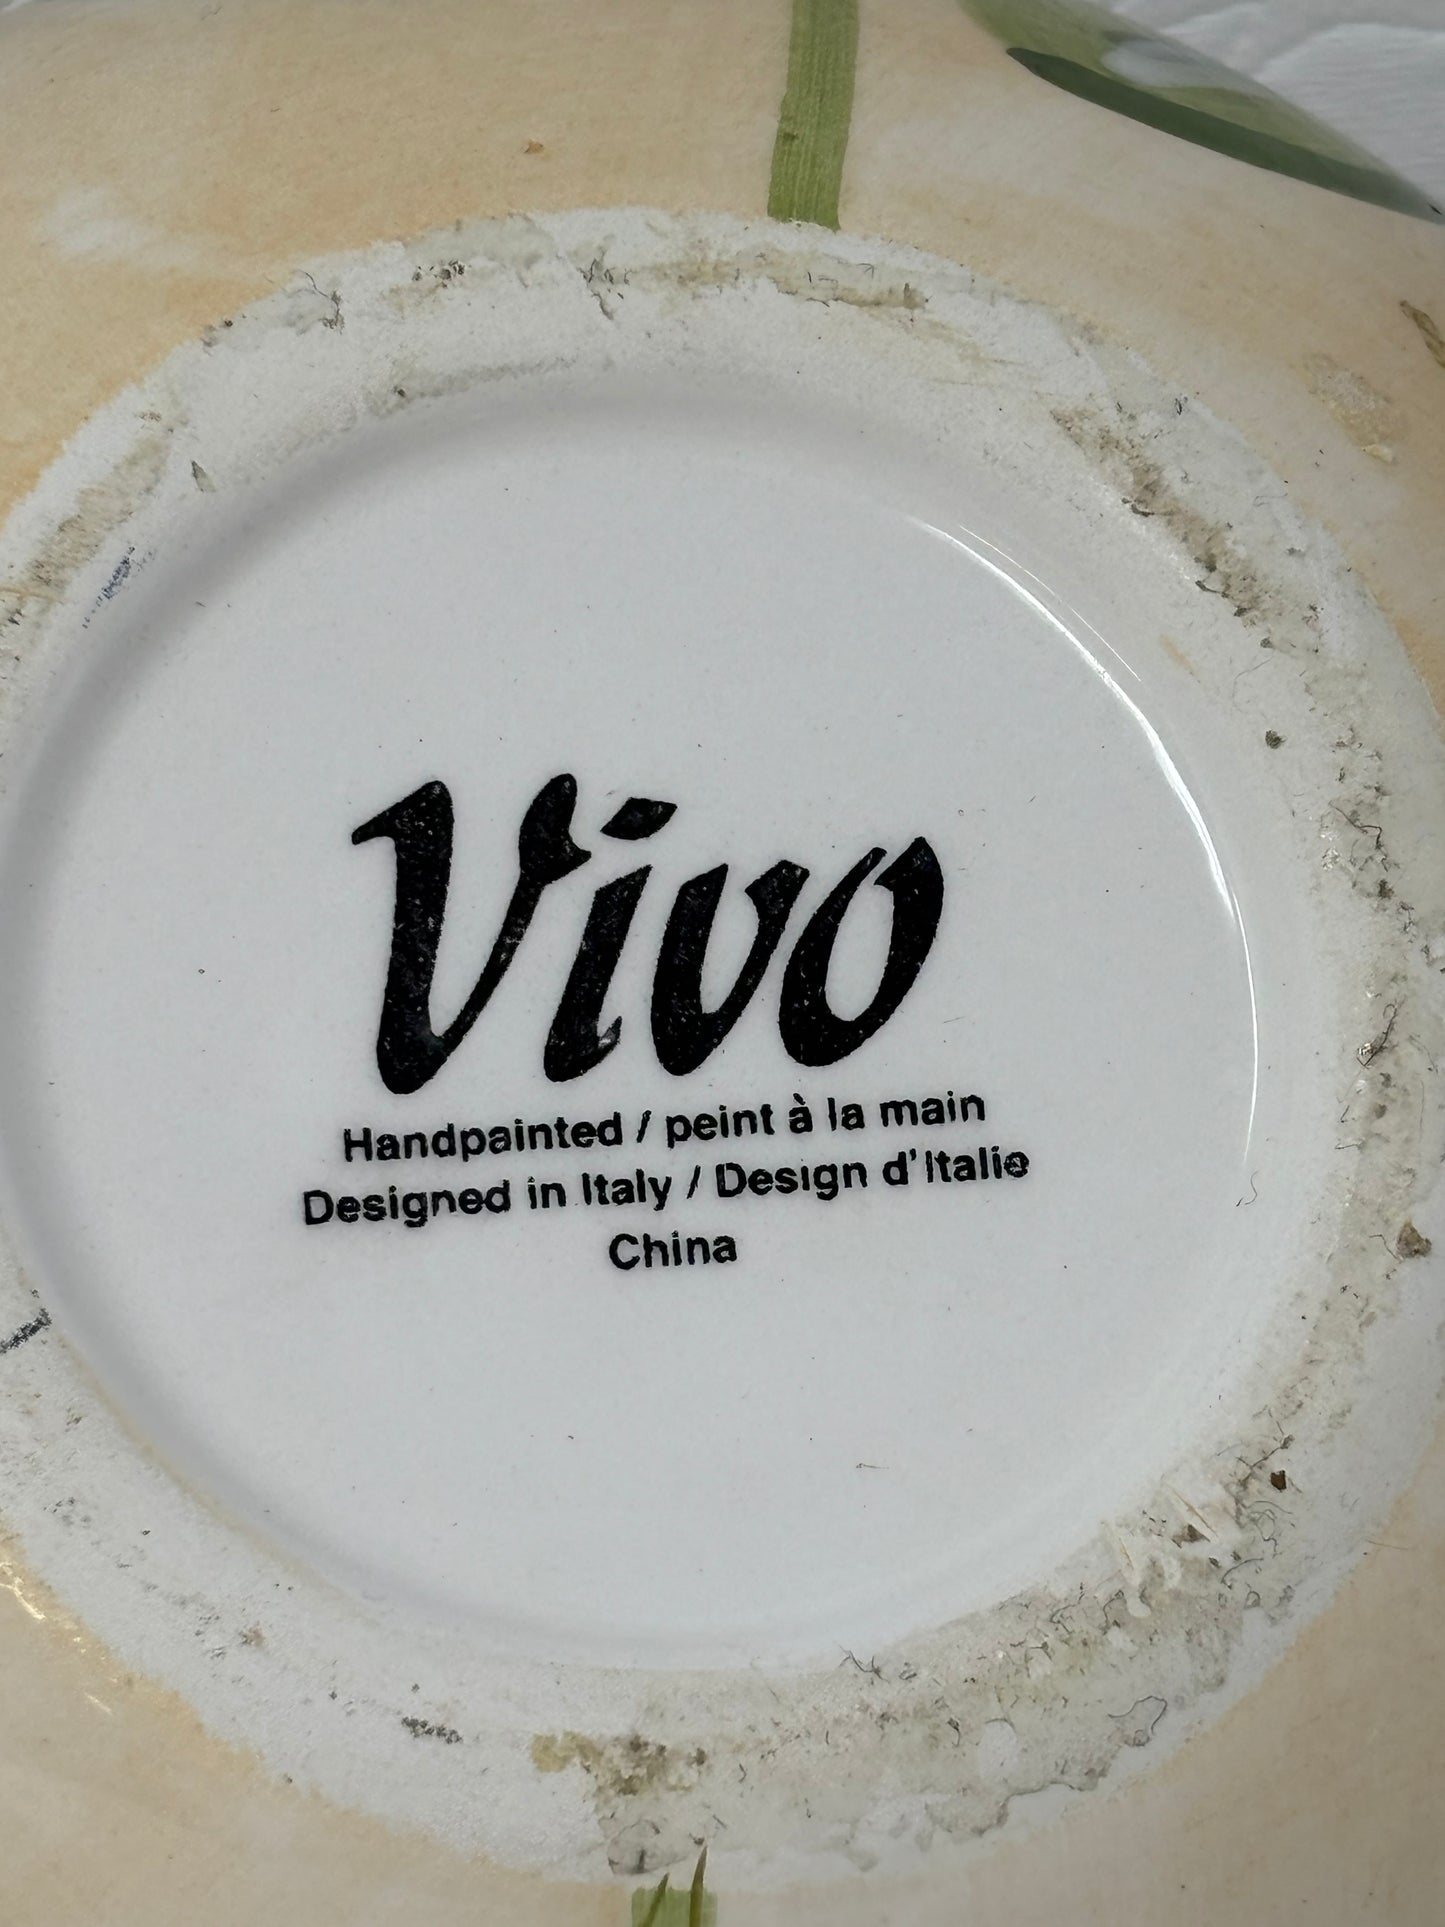 Vivo
Handpainted / peint à la main
Designed in Italy / Design d'Italie
China